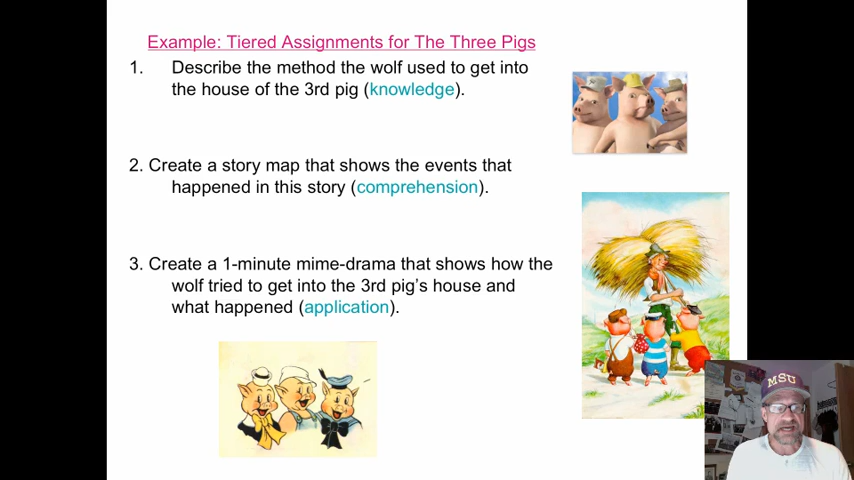 Example: Tiered Assignments for The Three Pigs
1. Describe the method the wolf used to get into
the house of the 3rd pig (knowledge).
2. Create a story map that shows the events that
happened in this story (comprehension).
3. Create a 1-minute mime-drama that shows how the
wolf tried to get into the 3rd pig's house and
what happened (application).
MSU